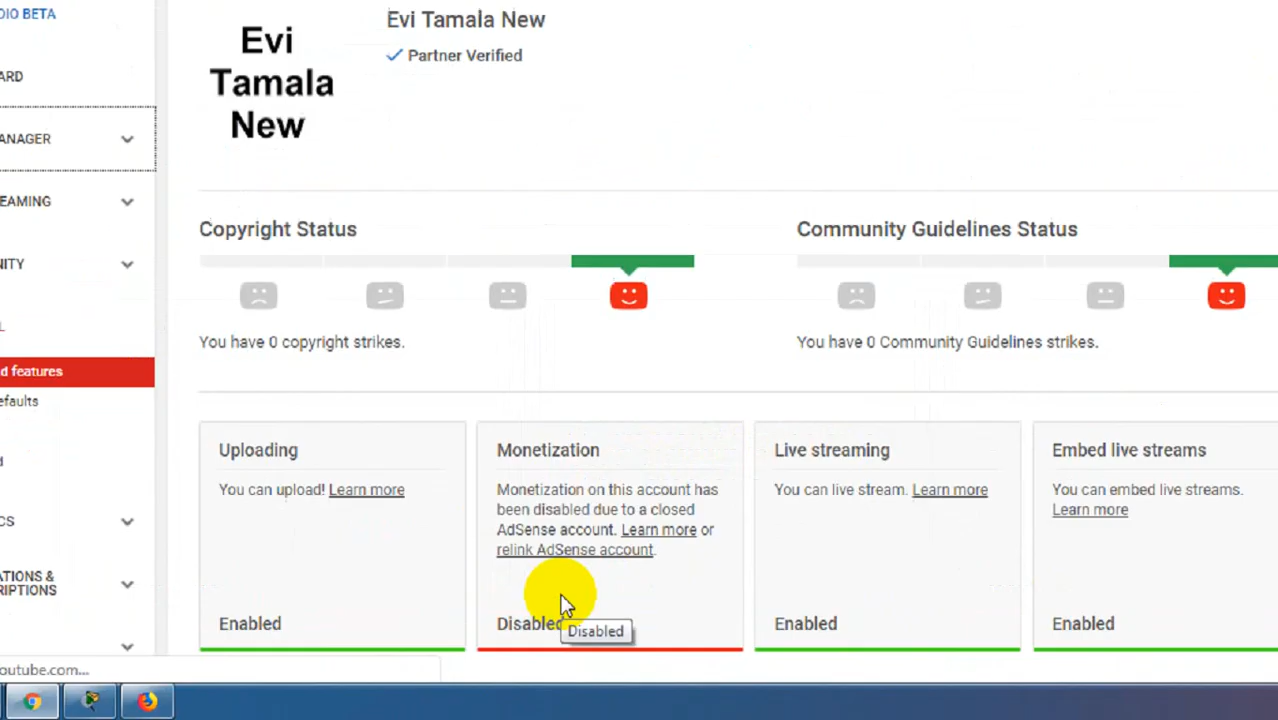 DIO BETA
Evi Tamala New
Partner Verified
Evi
Tamala
New
ARD
ANAGER
EAMING
NITY
L
d features
efaults
d
CS
ATIONS &
RIPTIONS
Copyright Status
You have 0 copyright strikes.
Community Guidelines Status
You have 0 Community Guidelines strikes.
Uploading
You can upload! Learn more
Enabled
Monetization
Monetization on this account has
been disabled due to a closed
AdSense account. Learn more or
relink AdSense account.
Disabled
Disabled
Live streaming
You can live stream. Learn more
Enabled
Embed live streams
You can embed live streams.
Learn more
Enabled
outube.com...